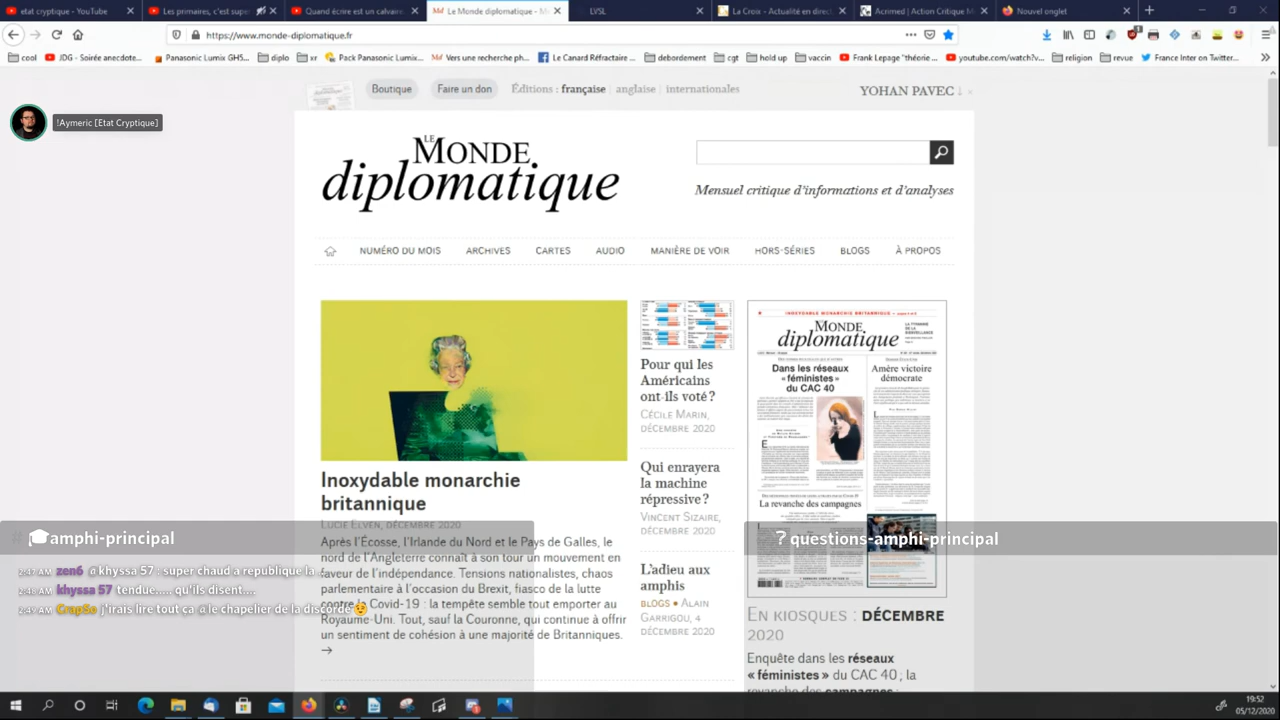 etat cryptique - YouTube
Les primaires, c'est supe
Quand écrire est un calvaire
Le Monde diplomatique - M
LVSL
La Croix - Actualité en direct
Acrimed | Action Critique M
Nouvel onglet
https://www.monde-diplomatique.fr
cool
JDG - Soirée anecdote...
Panasonic Lumix GH5...
diplo
xr
Pack Panasonic Lumix...
Vers une recherche ph...
Le Canard Réfractaire ...
debordement
cgt
hold up
vaccin
Frank Lepage "théorie ...
youtube.com/watch?v...
religion
revue
France Inter on Twitter...
Boutique
Faire un don
Éditions : française | anglaise | internationales
YOHAN PAVEC
!Aymeric [Etat Cryptique]
LE MONDE
diplomatique
Mensuel critique d'informations et d'analyses
NUMÉRO DU MOIS
ARCHIVES
CARTES
AUDIO
MANIÈRE DE VOIR
HORS-SÉRIES
BLOGS
À PROPOS
Inoxydable monarchie
britannique
LUCIE ELVEN, DÉCEMBRE 2020
Après l'Écosse, l'Irlande du Nord et le Pays de Galles, le
nord de l'Angleterre connaît à son tour un mouvement en
faveur de l'indépendance. Tensions nationalistes, chaos
parlementaire à l'occasion du Brexit, fiasco de la lutte
contre Covid-19 : la tempête semble tout emporter au
Royaume-Uni. Tout, sauf la Couronne, qui continue à offrir
un sentiment de cohésion à une majorité de Britanniques.
Pour qui les
Américains
ont-ils voté ?
CÉCILE MARIN,
DÉCEMBRE 2020
Qui enrayera
la machine
répressive ?
VINCENT SIZAIRE,
DÉCEMBRE 2020
L'adieu aux
amphis
BLOGS • ALAIN
GARRIGOU, 4
DÉCEMBRE 2020
INOXYDABLE MONARCHIE BRITANNIQUE
LE MONDE
diplomatique
Dans les réseaux
« féministes »
du CAC 40
Amère victoire
démocrate
La revanche des campagnes
EN KIOSQUES : DÉCEMBRE
2020
Enquête dans les réseaux
« féministes » du CAC 40 ; la
revanche des campagnes ;
amphi-principal
zen6
khyssa 57
super chaud a republique la
khyssa 57 tendues... qu'ils disent...
CrapSo j'irais lire tout ca @le chapelier de la discorde
? questions-amphi-principal
19:52
05/12/2020